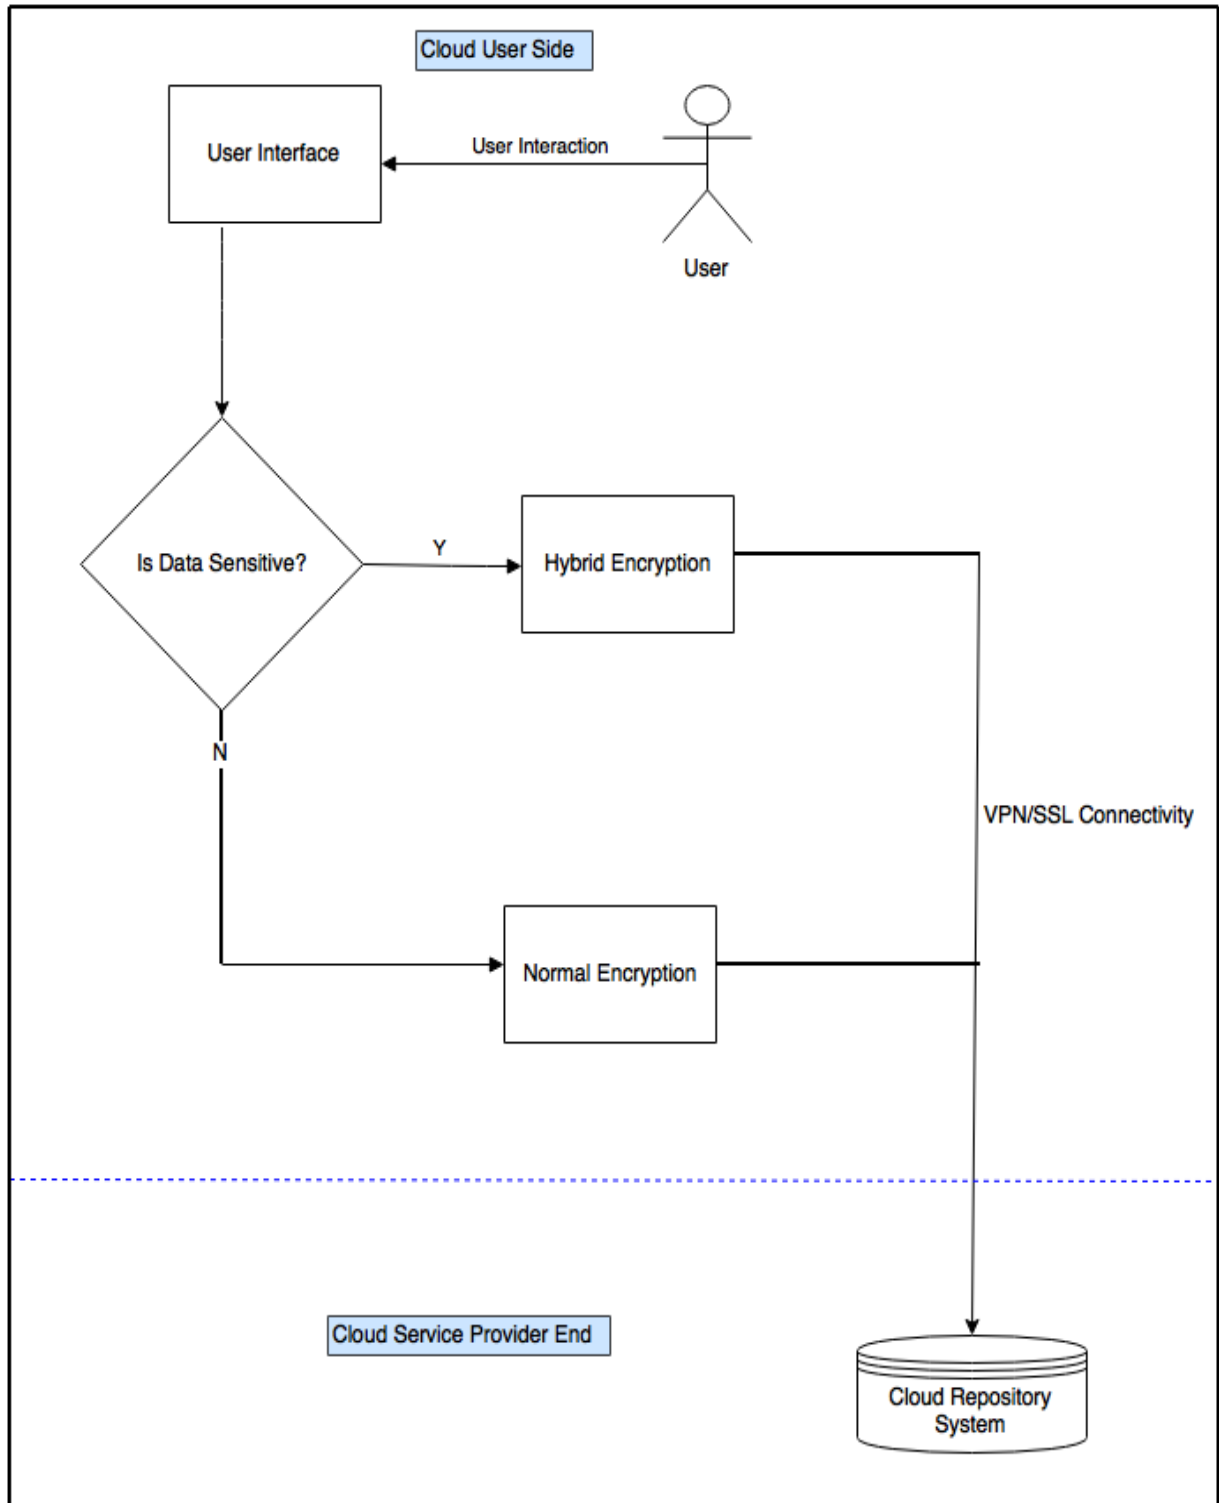 Cloud User Side
User Interface
User Interaction
User
Is Data Sensitive?
Y
Hybrid Encryption
N
VPN/SSL Connectivity
Normal Encryption
Cloud Service Provider End
Cloud Repository
System